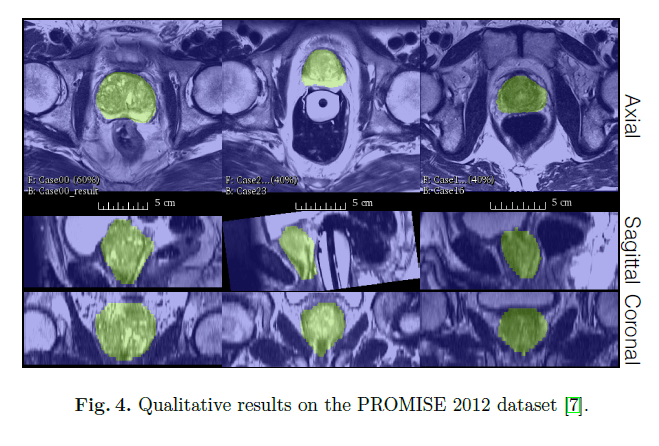 Axial
F: Case00 (60%)
B: Case00_result
F: Case2...(40%)
B: Case23
F: Case1...(40%)
B: Case16
5 cm
5 cm
5 cm
Sagittal
Coronal
Fig. 4. Qualitative results on the PROMISE 2012 dataset [7].